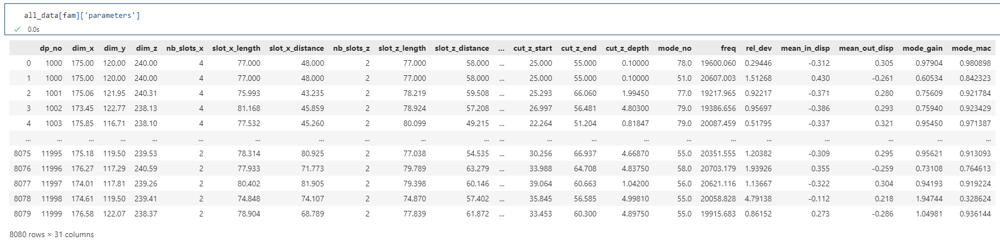 all_data[fam]['parameters']
0.0s
dp_no dim_x dim_y dim_z nb_slots_x slot_x_length slot_x_distance nb_slots_z slot_z_length slot_z_distance ... cut_z_start cut_z_end cut_z_depth mode_no freq rel_dev mean_in_disp mean_out_disp mode_gain mode_mac
0 1000 175.00 120.00 240.00 4 77.000 48.000 2 77.000 58.000 ... 25.000 55.000 0.10000 78.0 19600.060 0.29446 -0.312 0.305 0.97904 0.980898
1 1000 175.00 120.00 240.00 4 77.000 48.000 2 77.000 58.000 ... 25.000 55.000 0.10000 51.0 20607.003 1.51268 0.430 -0.261 0.60534 0.842323
2 1001 175.06 121.95 240.31 4 75.993 43.235 2 78.219 59.508 ... 25.293 66.060 1.99450 77.0 19217.965 0.92217 -0.371 0.280 0.75609 0.921784
3 1002 173.45 122.77 238.13 4 81.168 45.859 2 78.924 57.208 ... 26.997 56.481 4.80300 79.0 19386.656 0.95697 -0.386 0.293 0.75940 0.923429
4 1003 175.85 116.71 238.10 4 77.532 45.260 2 80.099 49.215 ... 22.264 51.204 0.81847 79.0 20087.459 0.51795 -0.337 0.321 0.95450 0.971387
... ... ... ... ... ... ... ... ... ... ... ... ... ... ... ... ... ... ... ... ... ...
8075 11995 175.18 119.50 239.53 2 78.314 80.925 2 77.038 54.535 ... 30.256 66.937 4.66870 55.0 20351.555 1.20382 -0.309 0.295 0.95621 0.913093
8076 11996 176.27 117.29 240.59 2 77.933 71.773 2 79.789 63.279 ... 33.988 64.708 4.83750 58.0 20703.179 1.93926 0.355 -0.259 0.73108 0.764613
8077 11997 174.01 117.81 239.26 2 80.402 81.905 2 79.398 60.146 ... 39.064 60.663 1.04200 56.0 20621.116 1.13667 -0.322 0.304 0.94193 0.919224
8078 11998 174.61 119.50 239.41 2 74.848 74.107 2 74.870 57.402 ... 35.845 56.585 4.99810 55.0 20058.828 4.79138 -0.112 0.218 1.94744 0.328624
8079 11999 176.58 122.07 238.37 2 78.904 68.789 2 77.839 61.872 ... 33.453 60.300 4.89750 55.0 19915.683 0.86152 0.273 -0.286 1.04981 0.936144
8080 rows × 31 columns